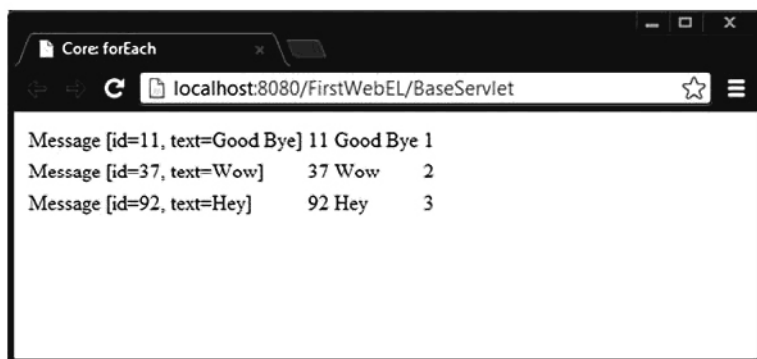 Core: forEach
localhost:8080/FirstWebEL/BaseServlet
Message [id=11, text=Good Bye] 11 Good Bye 1
Message [id=37, text=Wow] 37 Wow 2
Message [id=92, text=Hey] 92 Hey 3